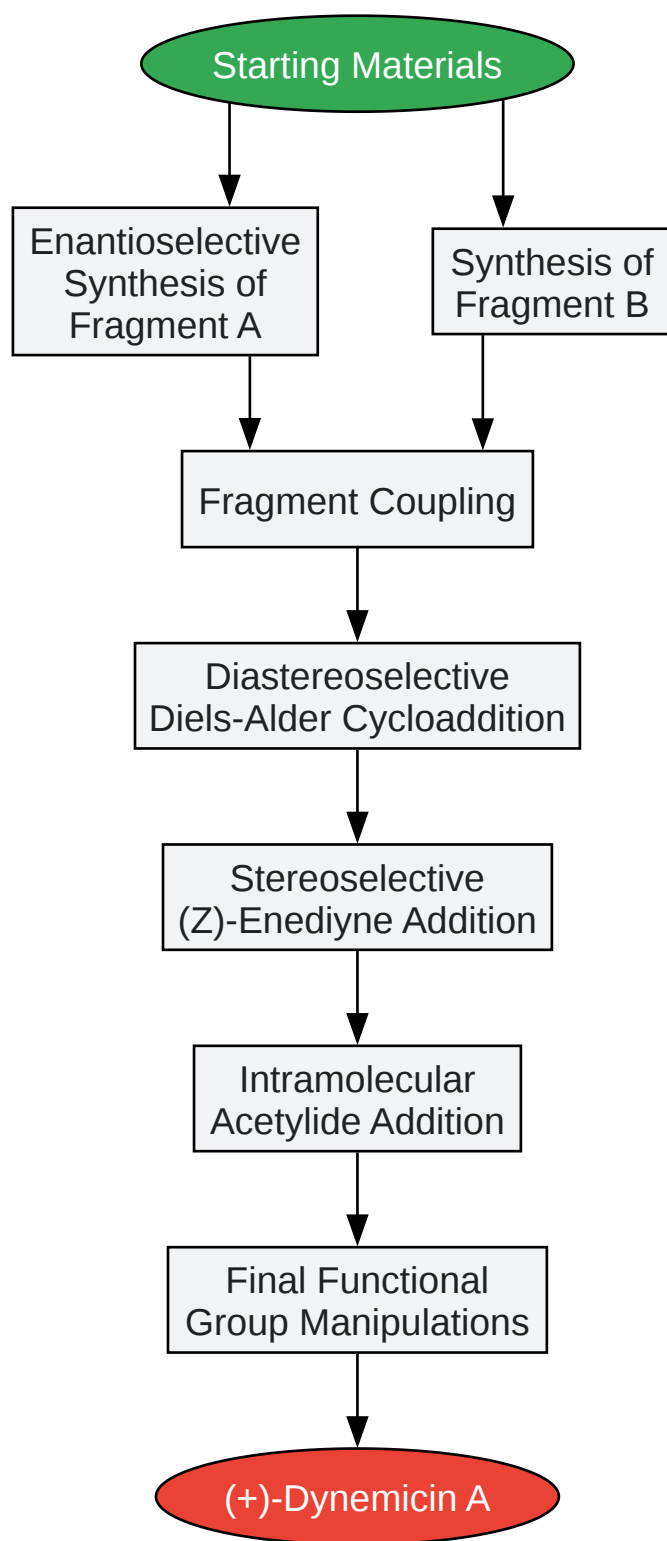 Starting Materials
Enantioselective
Synthesis of
Fragment A
Synthesis of
Fragment B
Fragment Coupling
Diastereoselective
Diels-Alder Cycloaddition
Stereoselective
(Z)-Enediyne Addition
Intramolecular
Acetylide Addition
Final Functional
Group Manipulations
(+)-Dynemicin A